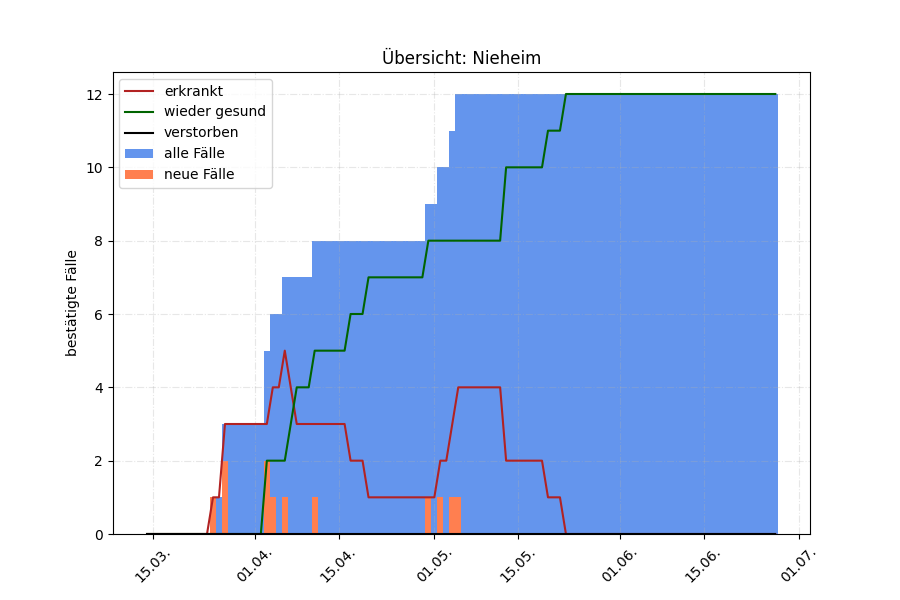 Übersicht: Nieheim
erkrankt
wieder gesund
verstorben
alle Fälle
neue Fälle
bestätigte Fälle
12
10
8
6
4
2
0
15.03.
01.04.
15.04.
01.05.
15.05.
01.06.
15.06.
01.07.